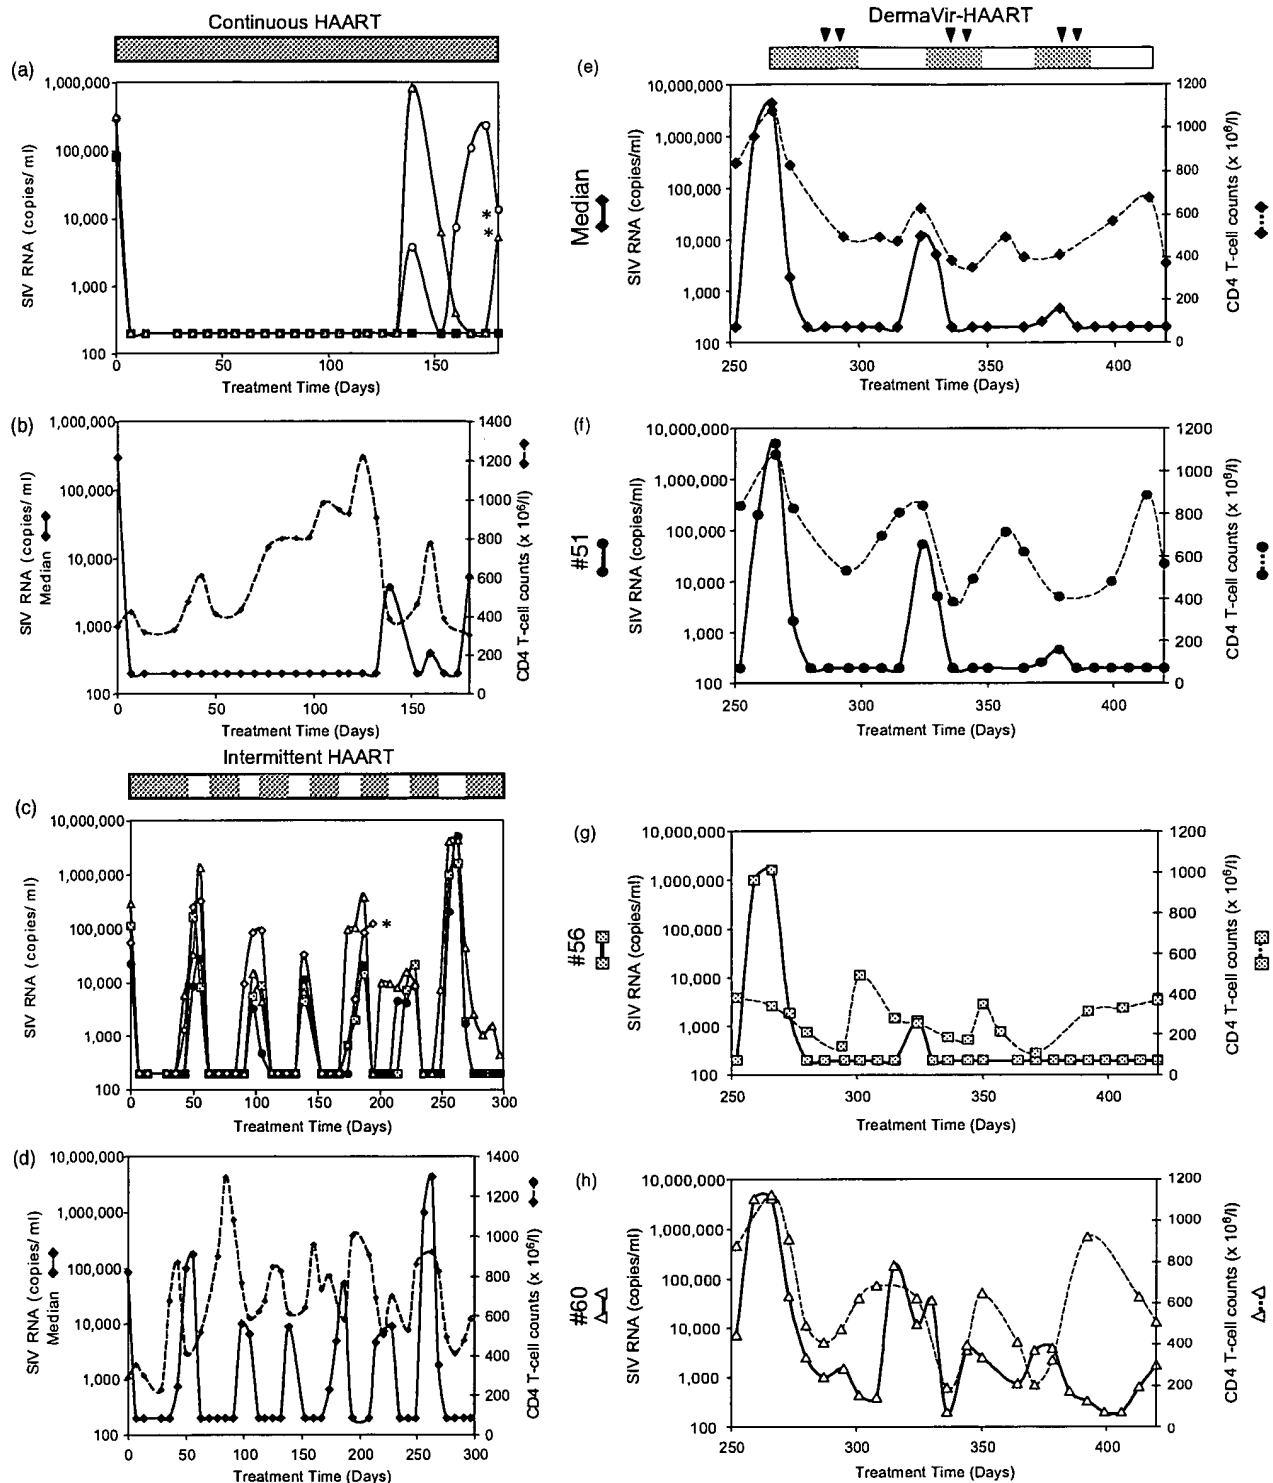 Continuous HAART
(a)
SIV RNA (copies/ ml)
1,000,000
100,000
10,000
1,000
100
*
*
0 50 100 150
Treatment Time (Days)
(b)
SIV RNA (copies/ ml)
Median
1,000,000
100,000
10,000
1,000
100
1400
1200
1000
800
600
400
200
0
CD4 T-cell counts (x 10⁶/l)
0 50 100 150
Treatment Time (Days)
Intermittent HAART
(c)
SIV RNA (copies/ ml)
10,000,000
1,000,000
100,000
10,000
1,000
100
*
0 50 100 150 200 250 300
Treatment Time (Days)
(d)
SIV RNA (copies/ ml)
Median
10,000,000
1,000,000
100,000
10,000
1,000
100
1400
1200
1000
800
600
400
200
0
CD4 T-cell counts (x 10⁶/l)
0 50 100 150 200 250 300
Treatment Time (Days)
DermaVir-HAART
(e)
Median
SIV RNA (copies/ml)
10,000,000
1,000,000
100,000
10,000
1,000
100
1200
1000
800
600
400
200
0
CD4 T-cell counts (x 10⁶/l)
250 300 350 400
Treatment Time (Days)
(f)
#51
SIV RNA (copies/ml)
10,000,000
1,000,000
100,000
10,000
1,000
100
1200
1000
800
600
400
200
0
CD4 T-cell counts (x 10⁶/l)
250 300 350 400
Treatment Time (Days)
(g)
#56
SIV RNA (copies/ml)
10,000,000
1,000,000
100,000
10,000
1,000
100
1200
1000
800
600
400
200
0
CD4 T-cell counts (x 10⁶/l)
250 300 350 400
Treatment Time (Days)
(h)
#60
SIV RNA (copies/ml)
10,000,000
1,000,000
100,000
10,000
1,000
100
1200
1000
800
600
400
200
0
CD4 T-cell counts (x 10⁶/l)
250 300 350 400
Treatment Time (Days)